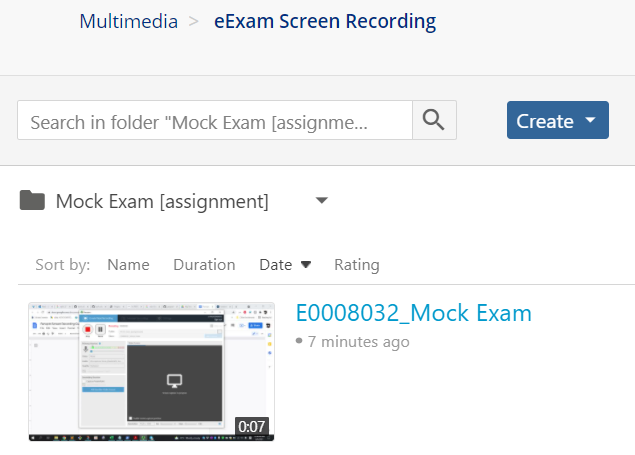 Multimedia > eExam Screen Recording
Search in folder "Mock Exam [assignme...
Create
Mock Exam [assignment]
Sort by: Name Duration Date Rating
E0008032_Mock Exam
7 minutes ago
0:07